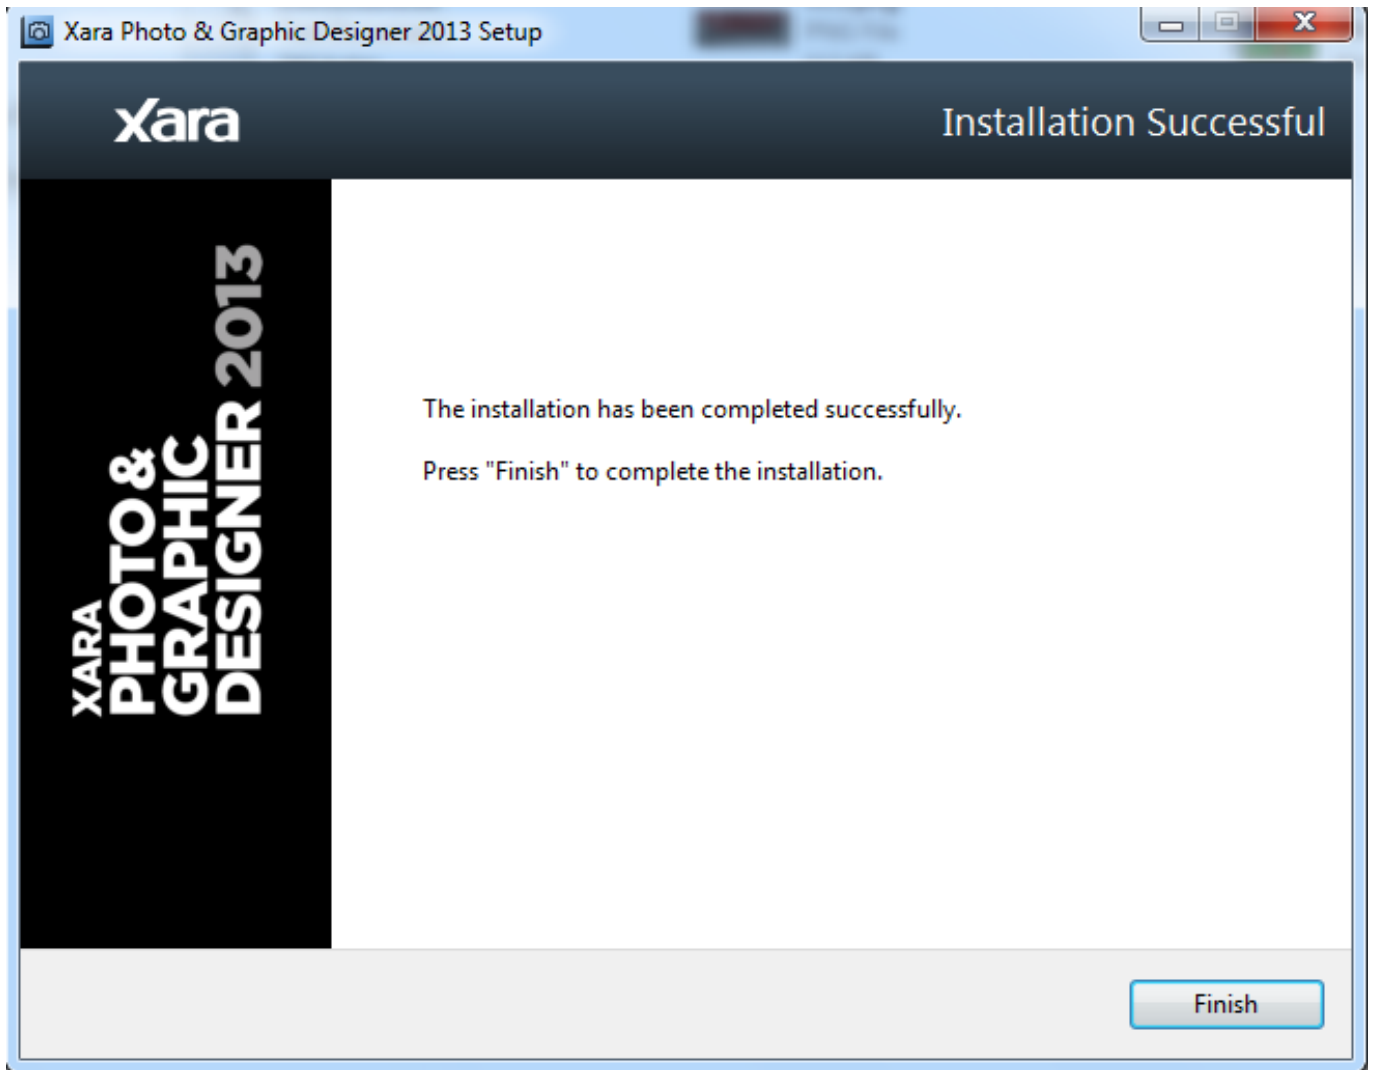 Xara Photo & Graphic Designer 2013 Setup
xara
Installation Successful
XARA
PHOTO &
GRAPHIC
DESIGNER 2013
The installation has been completed successfully.
Press "Finish" to complete the installation.
Finish